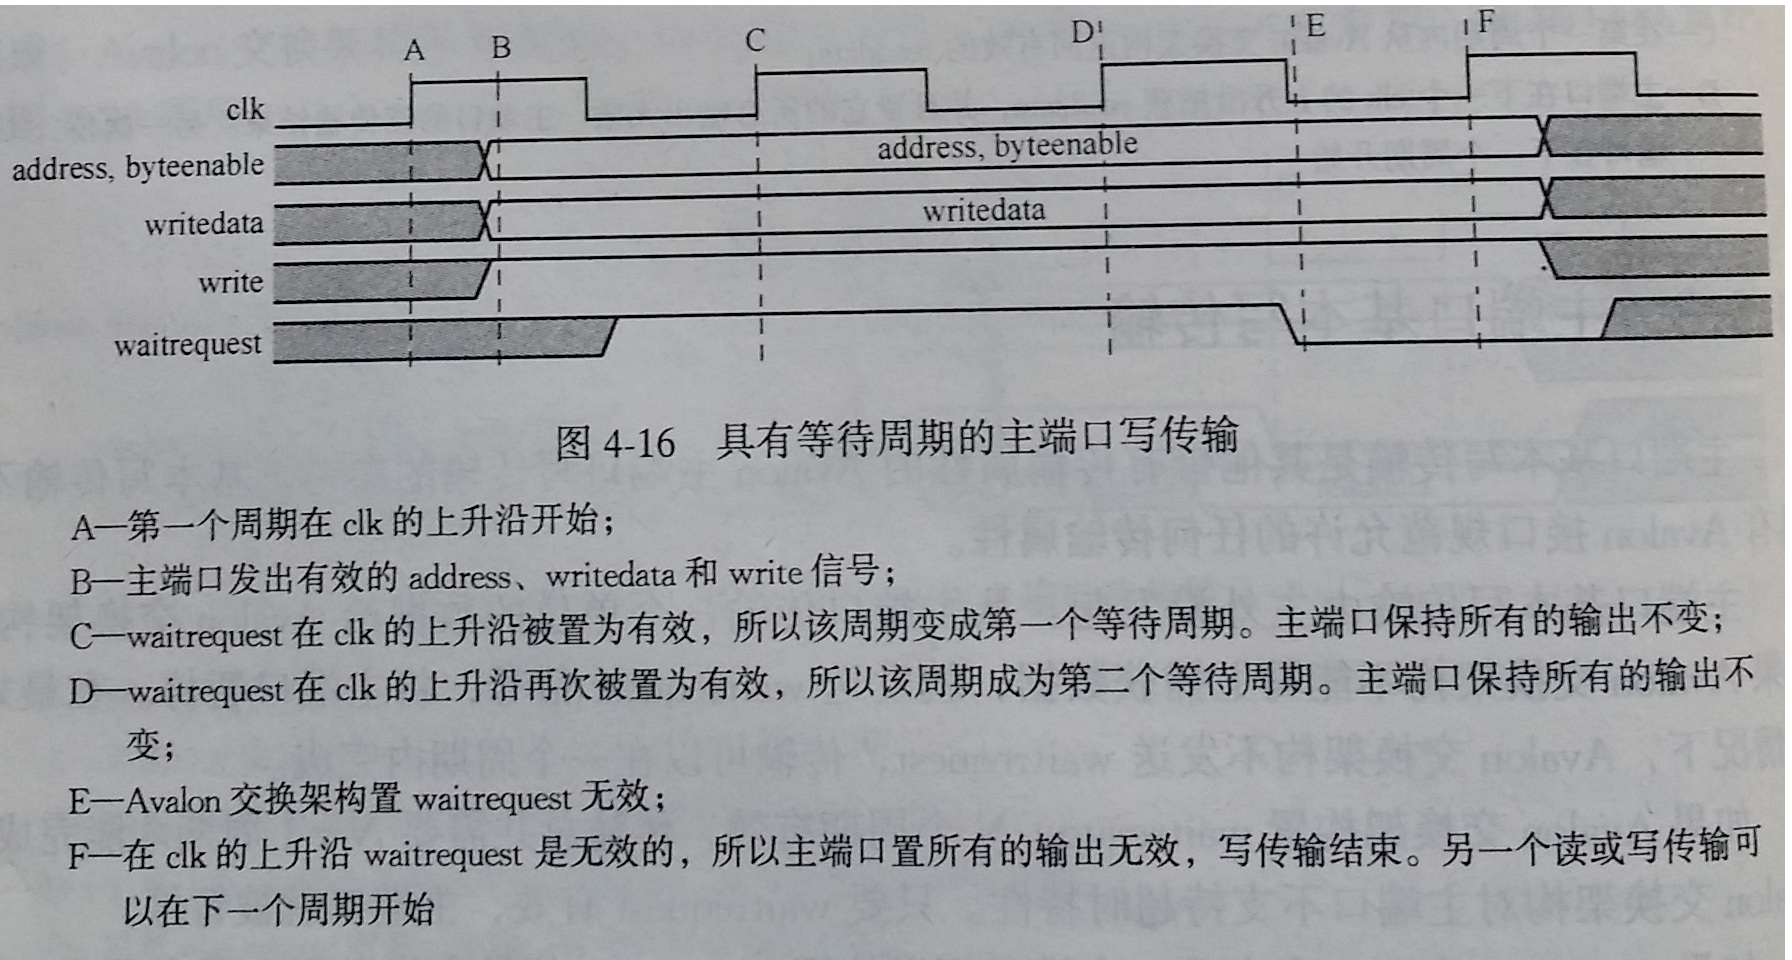 A B C D E F
clk
address, byteenable
address, byteenable
writedata
writedata
write
waitrequest
图 4-16 具有等待周期的主端口写传输
A—第一个周期在 clk 的上升沿开始；
B—主端口发出有效的 address、writedata 和 write 信号；
C—waitrequest 在 clk 的上升沿被置为有效，所以该周期变成第一个等待周期。主端口保持所有的输出不变；
D—waitrequest 在 clk 的上升沿再次被置为有效，所以该周期成为第二个等待周期。主端口保持所有的输出不
变；
E—Avalon 交换架构置 waitrequest 无效；
F—在 clk 的上升沿 waitrequest 是无效的，所以主端口置所有的输出无效，写传输结束。另一个读或写传输可
以在下一个周期开始